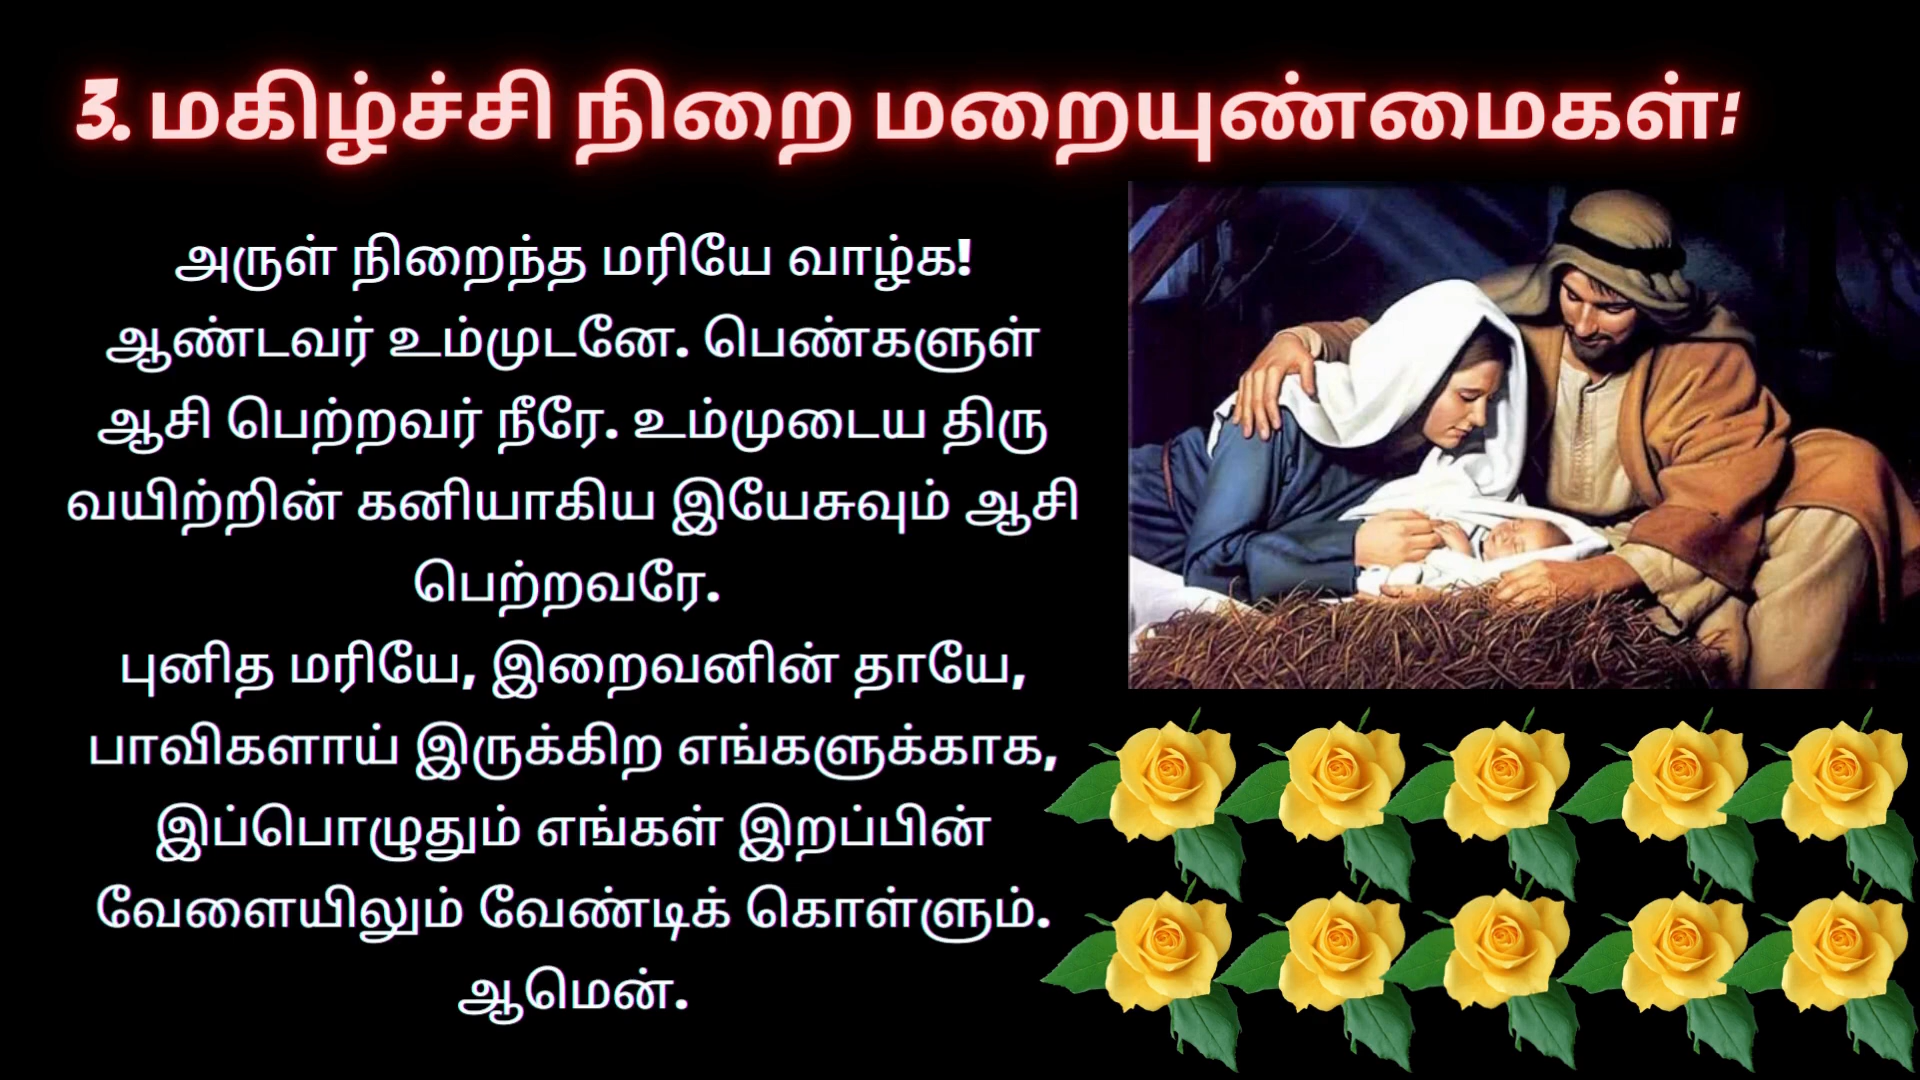 3. மகிழ்ச்சி நிறை மறையுண்மைகள்:
அருள் நிறைந்த மரியே வாழ்க!
ஆண்டவர் உம்முடனே. பெண்களுள்
ஆசி பெற்றவர் நீரே. உம்முடைய திரு
வயிற்றின் கனியாகிய இயேசுவும் ஆசி
பெற்றவரே.
புனித மரியே, இறைவனின் தாயே,
பாவிகளாய் இருக்கிற எங்களுக்காக,
இப்பொழுதும் எங்கள் இறப்பின்
வேளையிலும் வேண்டிக் கொள்ளும்.
ஆமென்.